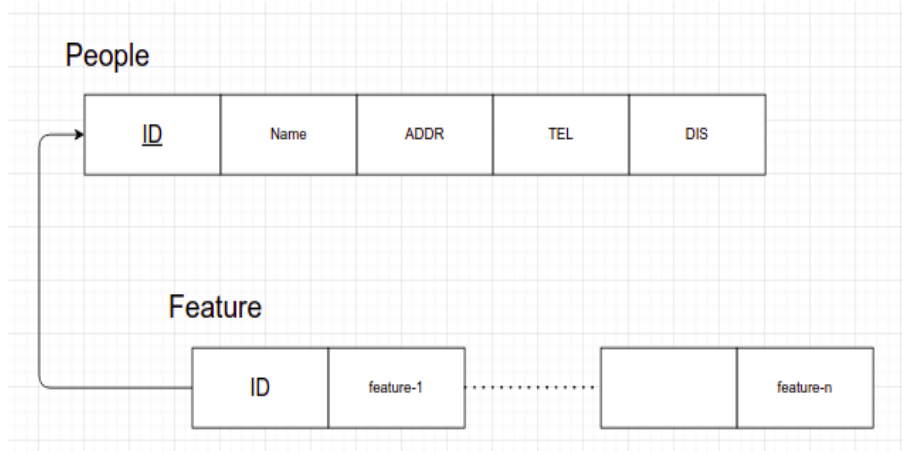 People
ID Name ADDR TEL DIS
Feature
ID feature-1 feature-n